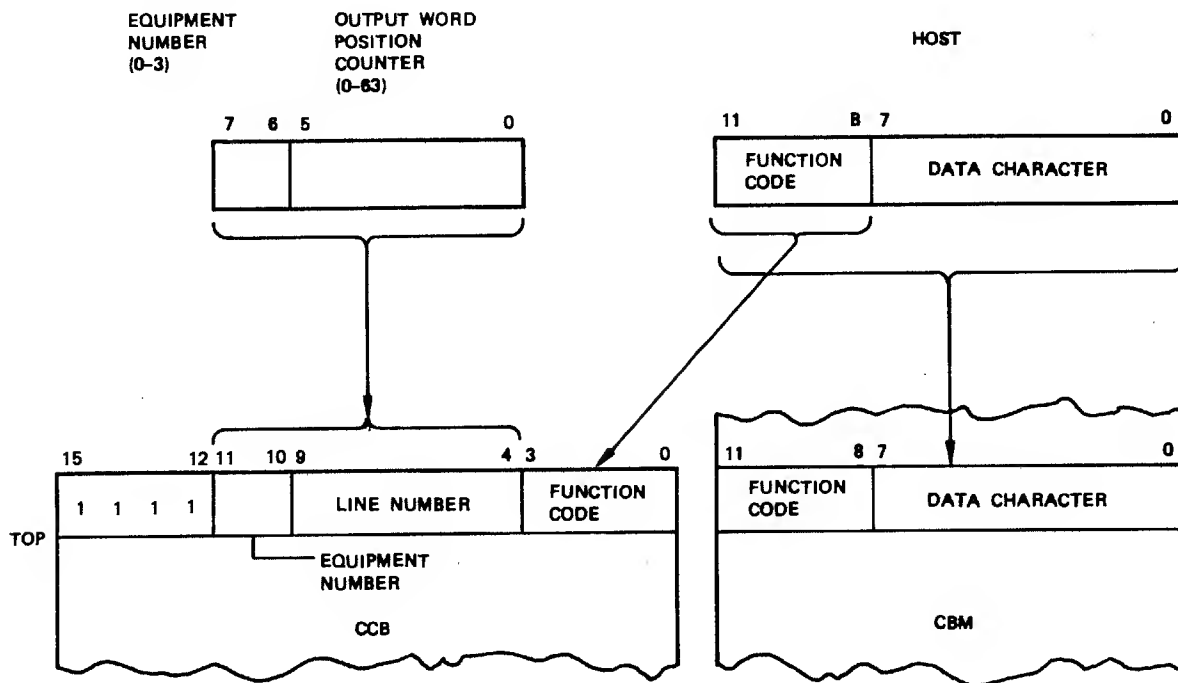 EQUIPMENT
NUMBER
(0-3)
OUTPUT WORD
POSITION
COUNTER
(0-63)
HOST
7 6 5 0
11 B 7 0
FUNCTION
CODE
DATA CHARACTER
15 12 11 10 9 4 3 0
1 1 1 1
LINE NUMBER
FUNCTION
CODE
TOP
EQUIPMENT
NUMBER
CCB
11 8 7 0
FUNCTION
CODE
DATA CHARACTER
CBM